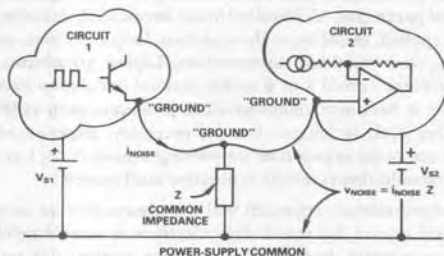 CIRCUIT
1
CIRCUIT
2
"GROUND"
"GROUND"
"GROUND"
iNOISE
+
VS1
Z
COMMON
IMPEDANCE
+
VS2
vNOISE = iNOISE Z
POWER-SUPPLY COMMON